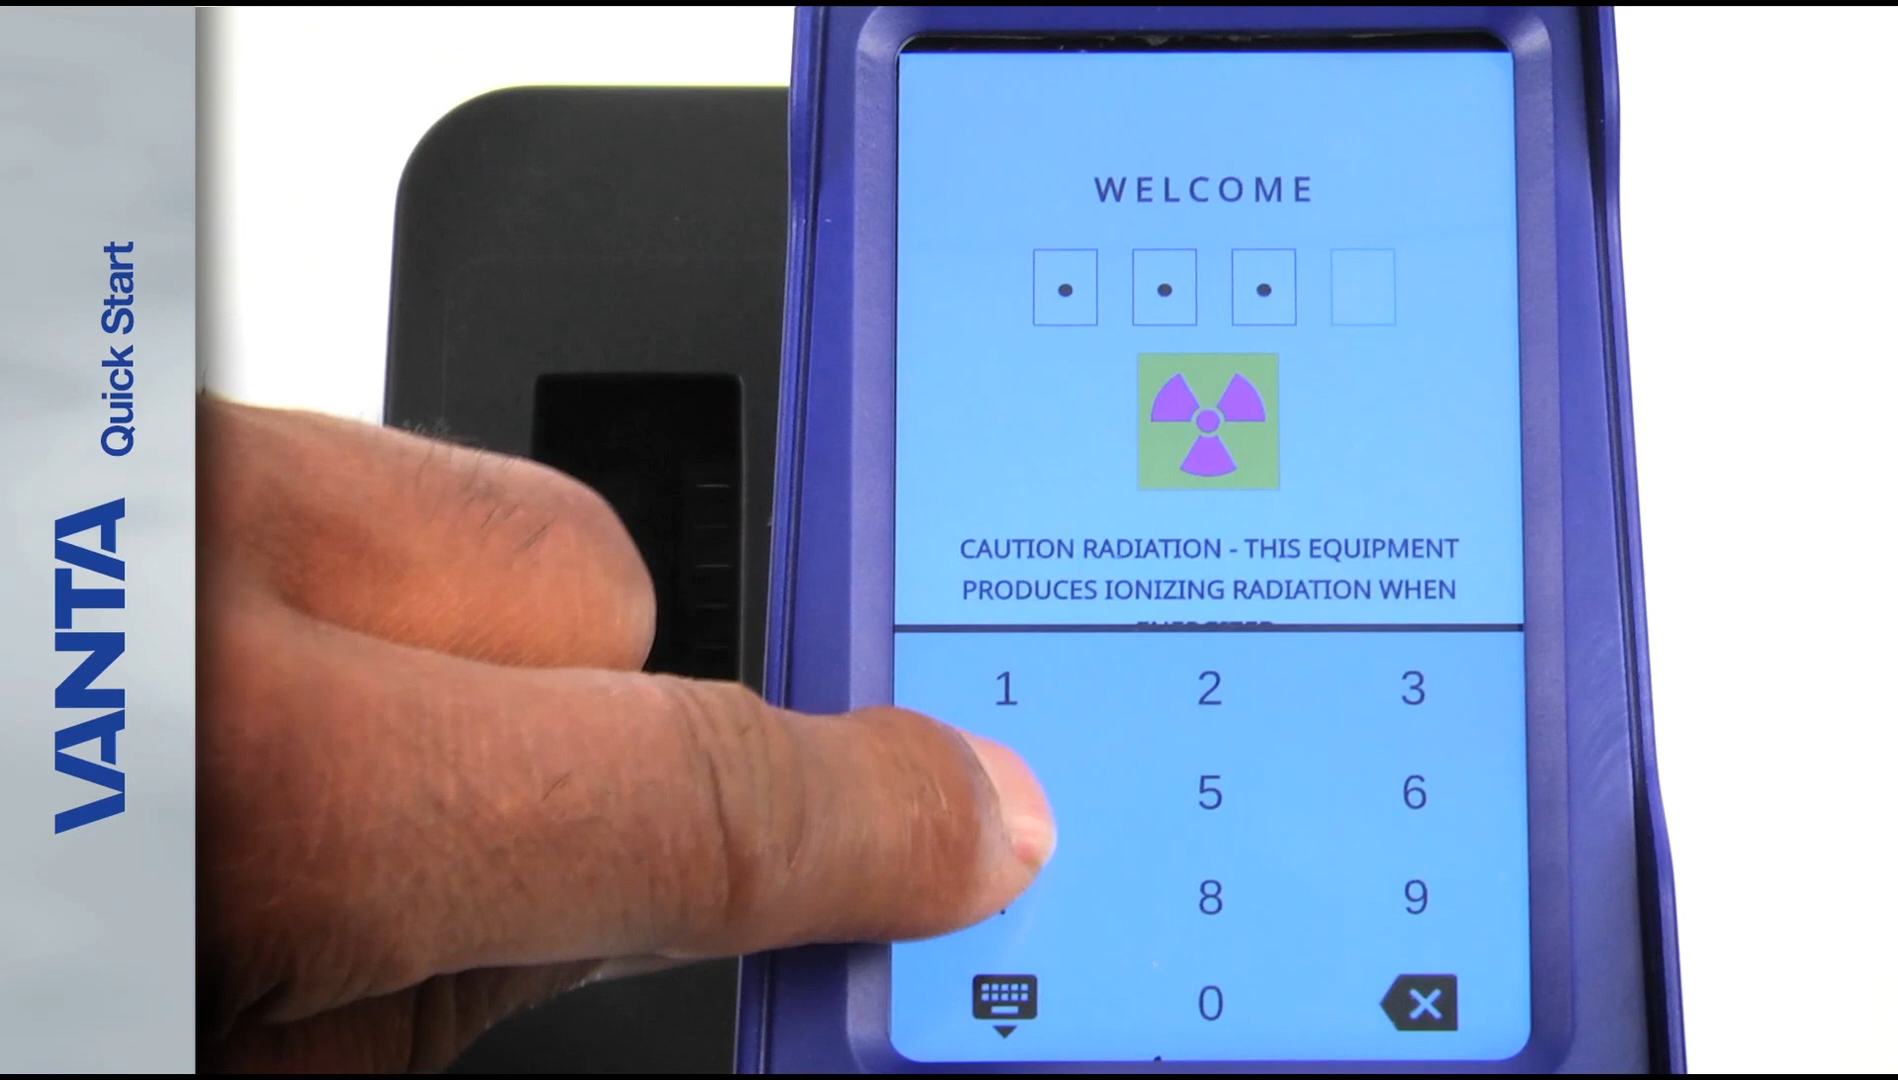 VANTA Quick Start
WELCOME
CAUTION RADIATION - THIS EQUIPMENT
PRODUCES IONIZING RADIATION WHEN
1 2 3
5 6
8 9
0